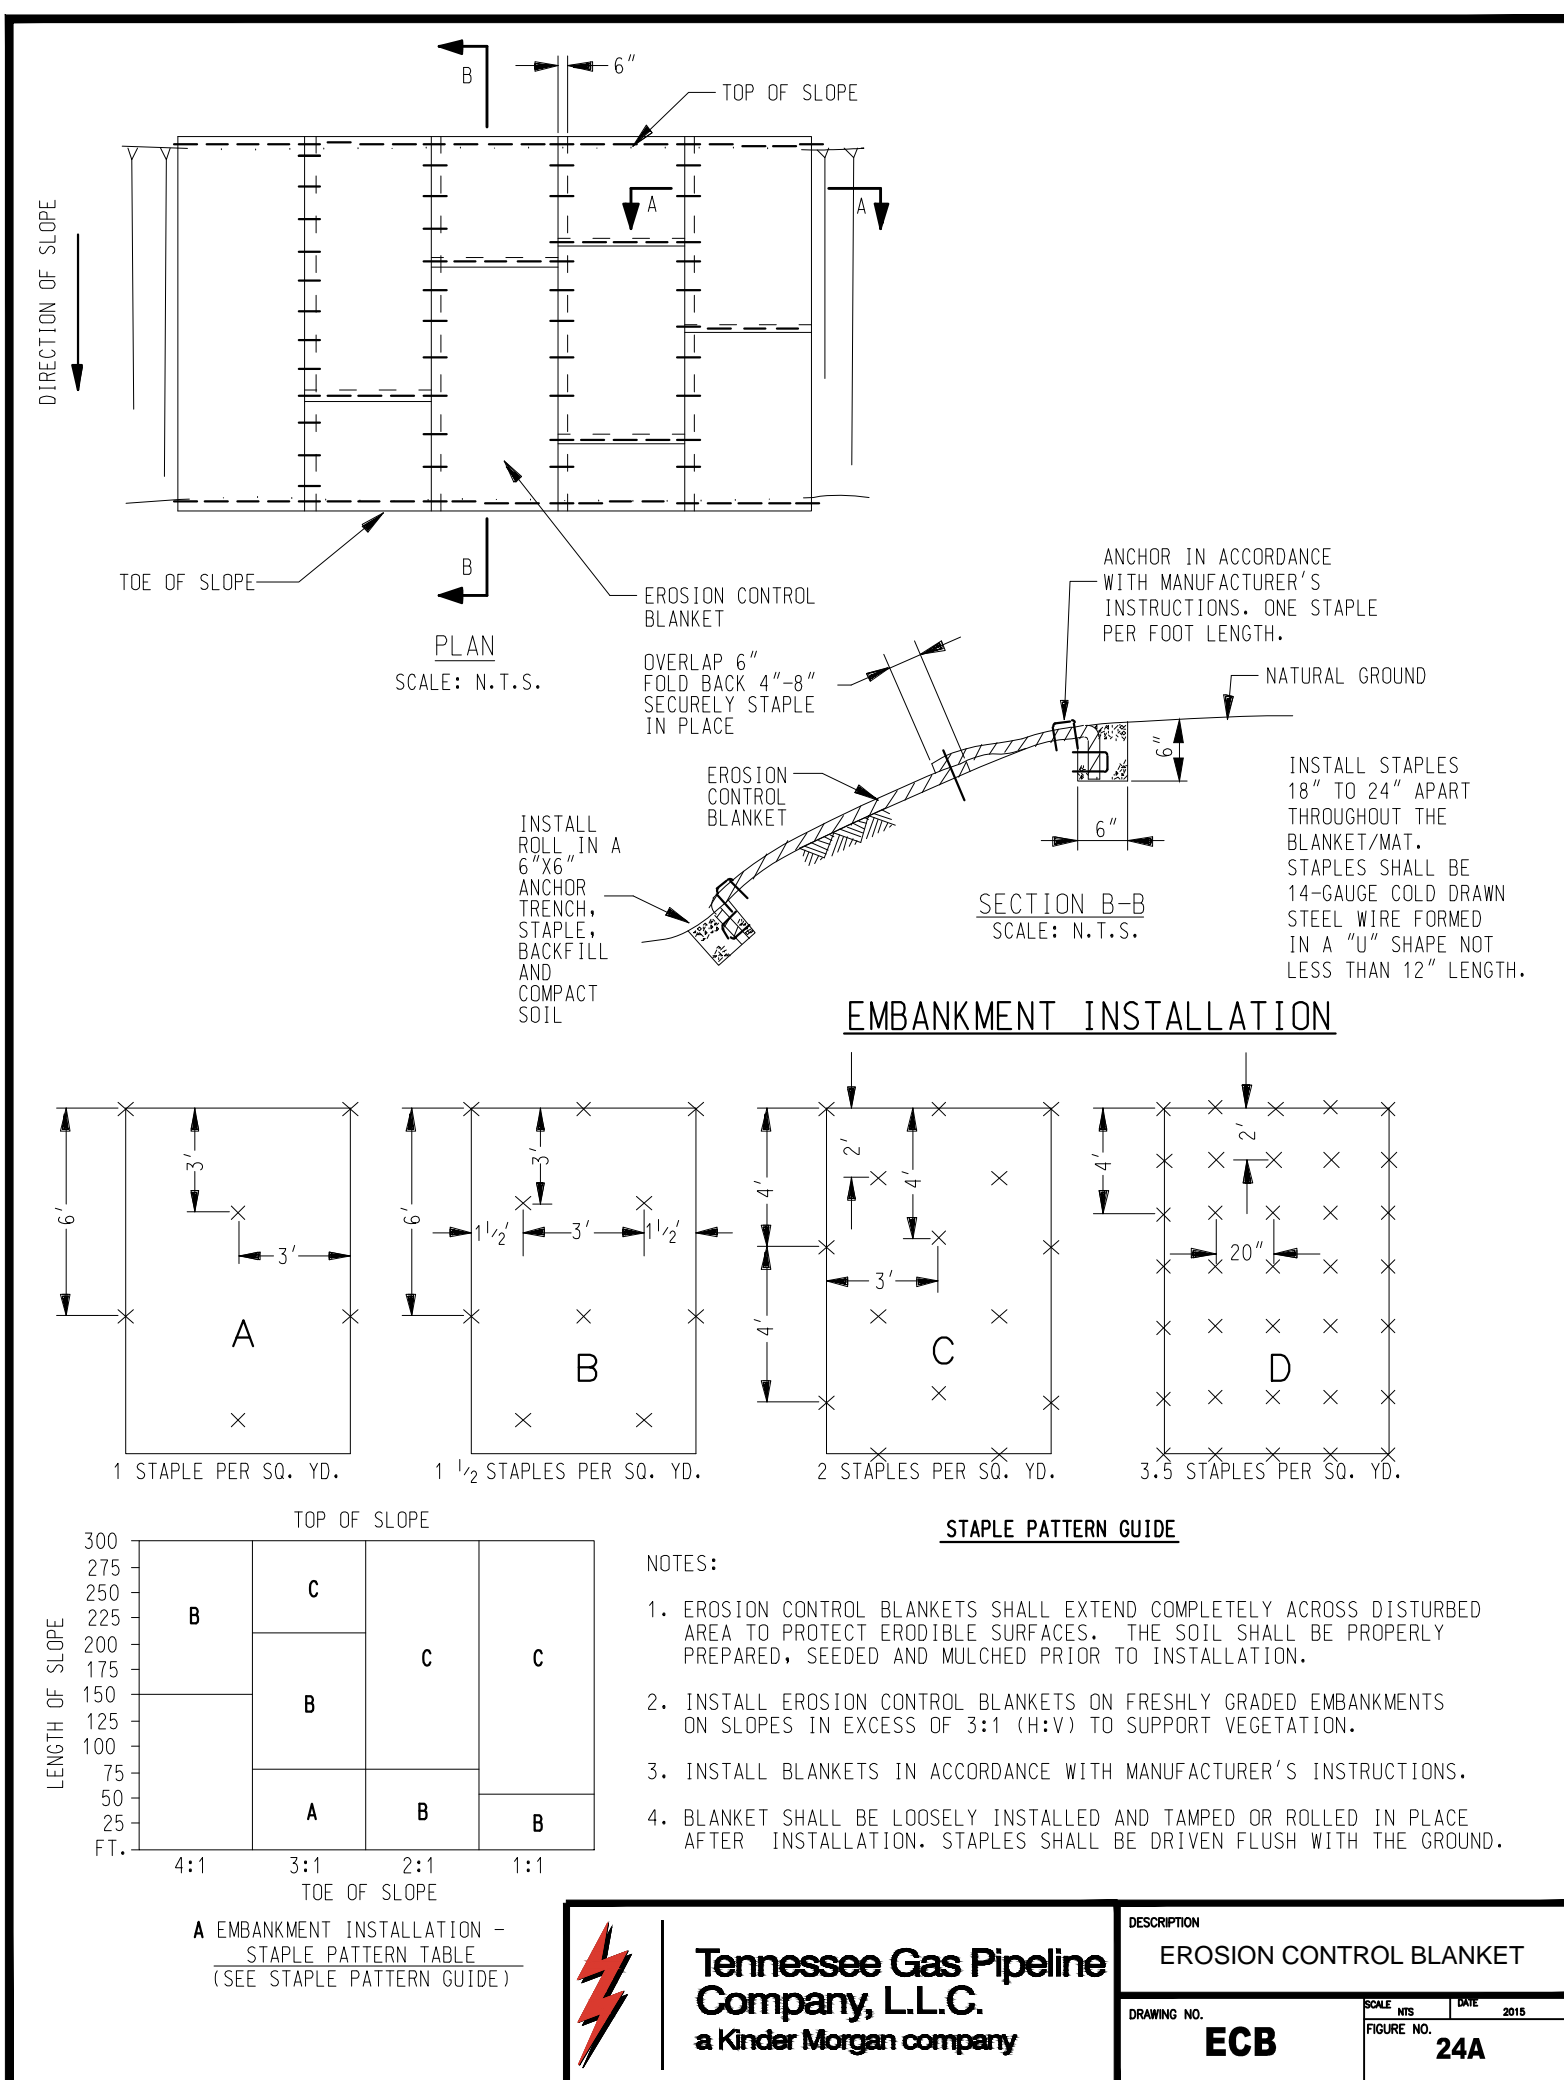 B
6"
TOP OF SLOPE
A
A
DIRECTION OF SLOPE
TOE OF SLOPE
B
EROSION CONTROL
BLANKET
PLAN
SCALE: N.T.S.
ANCHOR IN ACCORDANCE
WITH MANUFACTURER'S
INSTRUCTIONS. ONE STAPLE
PER FOOT LENGTH.
OVERLAP 6"
FOLD BACK 4"-8"
SECURELY STAPLE
IN PLACE
NATURAL GROUND
6"
6"
EROSION
CONTROL
BLANKET
INSTALL
ROLL IN A
6"X6"
ANCHOR
TRENCH,
STAPLE,
BACKFILL
AND
COMPACT
SOIL
SECTION B-B
SCALE: N.T.S.
INSTALL STAPLES
18" TO 24" APART
THROUGHOUT THE
BLANKET/MAT.
STAPLES SHALL BE
14-GAUGE COLD DRAWN
STEEL WIRE FORMED
IN A "U" SHAPE NOT
LESS THAN 12" LENGTH.
EMBANKMENT INSTALLATION
6'
3'
3'
A
1 STAPLE PER SQ. YD.
6'
3'
1 1/2'
3'
1 1/2'
B
1 1/2 STAPLES PER SQ. YD.
4'
2'
4'
3'
4'
C
2 STAPLES PER SQ. YD.
4'
2'
20"
D
3.5 STAPLES PER SQ. YD.
STAPLE PATTERN GUIDE
TOP OF SLOPE
LENGTH OF SLOPE
300
275
250
225
200
175
150
125
100
75
50
25
FT.
B
C
B
A
C
B
C
B
4:1 3:1 2:1 1:1
TOE OF SLOPE
A EMBANKMENT INSTALLATION -
STAPLE PATTERN TABLE
(SEE STAPLE PATTERN GUIDE)
NOTES:
1. EROSION CONTROL BLANKETS SHALL EXTEND COMPLETELY ACROSS DISTURBED
AREA TO PROTECT ERODIBLE SURFACES. THE SOIL SHALL BE PROPERLY
PREPARED, SEEDED AND MULCHED PRIOR TO INSTALLATION.
2. INSTALL EROSION CONTROL BLANKETS ON FRESHLY GRADED EMBANKMENTS
ON SLOPES IN EXCESS OF 3:1 (H:V) TO SUPPORT VEGETATION.
3. INSTALL BLANKETS IN ACCORDANCE WITH MANUFACTURER'S INSTRUCTIONS.
4. BLANKET SHALL BE LOOSELY INSTALLED AND TAMPED OR ROLLED IN PLACE
AFTER INSTALLATION. STAPLES SHALL BE DRIVEN FLUSH WITH THE GROUND.
Tennessee Gas Pipeline
Company, L.L.C.
a Kinder Morgan company
DESCRIPTION
EROSION CONTROL BLANKET
DRAWING NO.
ECB
SCALE NTS
DATE 2015
FIGURE NO.
24A